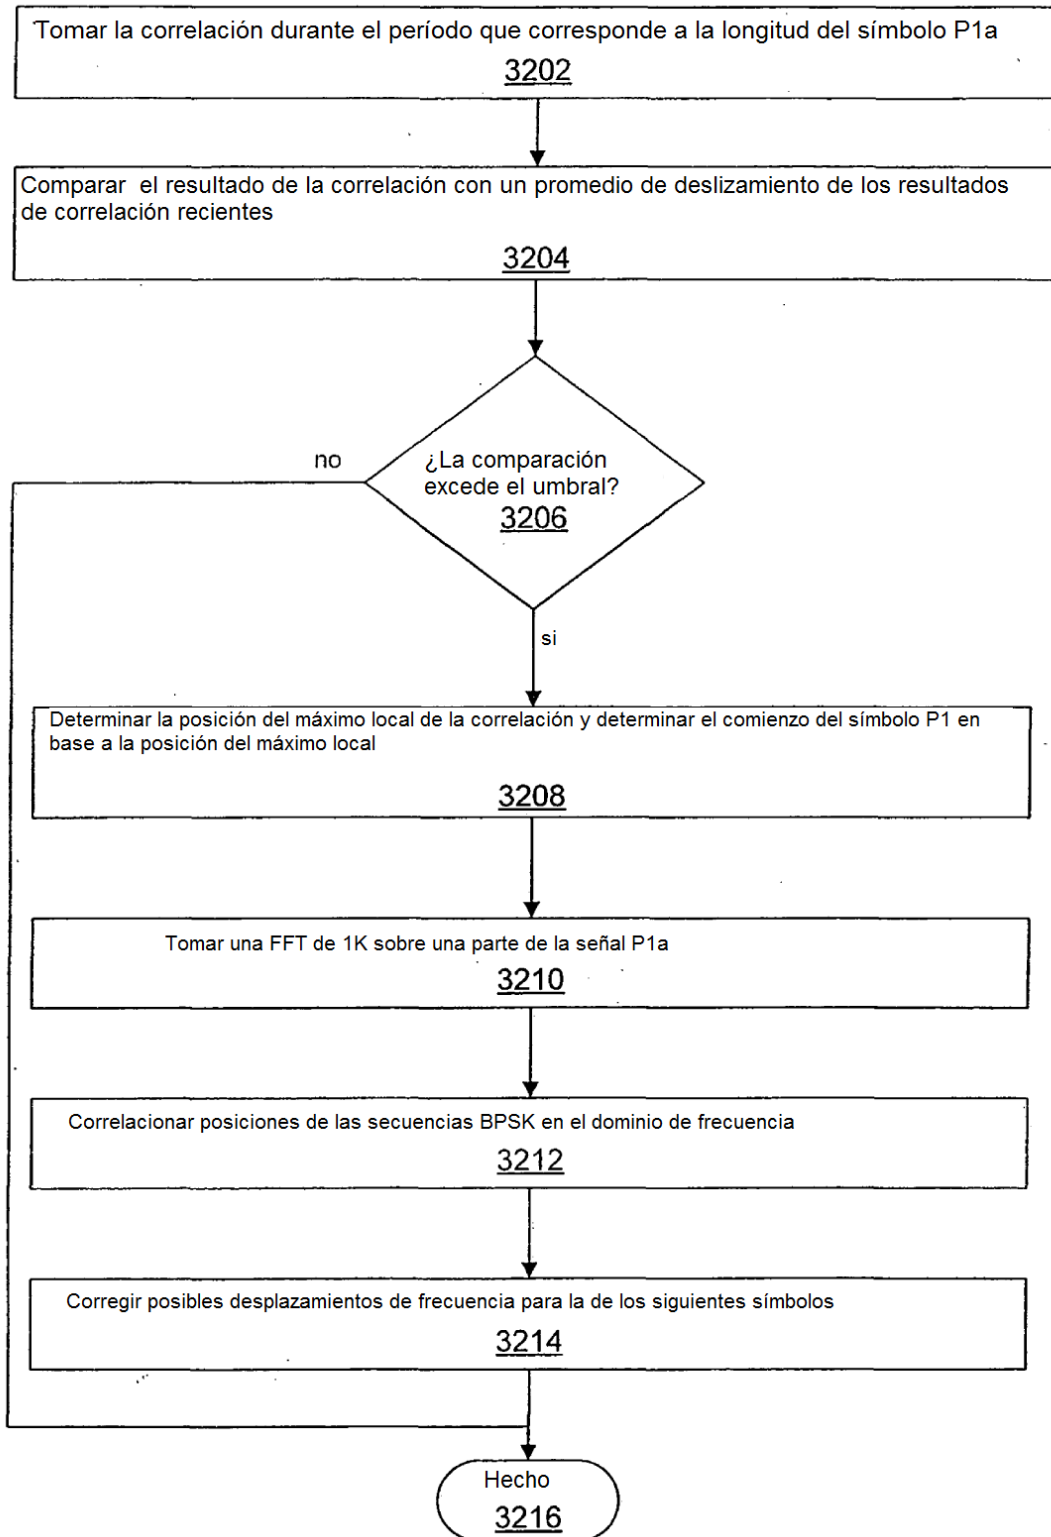 Tomar la correlación durante el período que corresponde a la longitud del símbolo P1a
3202
Comparar el resultado de la correlación con un promedio de deslizamiento de los resultados
de correlación recientes
3204
no
¿La comparación
excede el umbral?
3206
si
Determinar la posición del máximo local de la correlación y determinar el comienzo del símbolo P1 en
base a la posición del máximo local
3208
Tomar una FFT de 1K sobre una parte de la señal P1a
3210
Correlacionar posiciones de las secuencias BPSK en el dominio de frecuencia
3212
Corregir posibles desplazamientos de frecuencia para la de los siguientes símbolos
3214
Hecho
3216